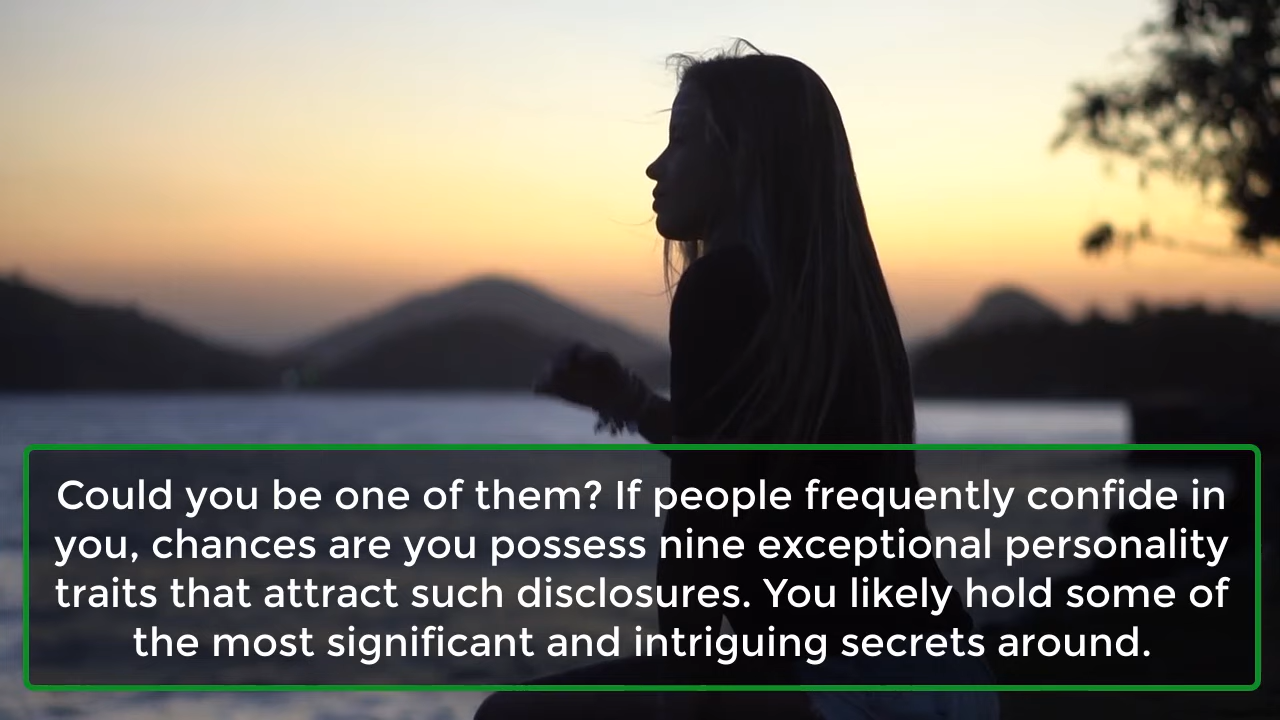 Could you be one of them? If people frequently confide in
you, chances are you possess nine exceptional personality
traits that attract such disclosures. You likely hold some of
the most significant and intriguing secrets around.